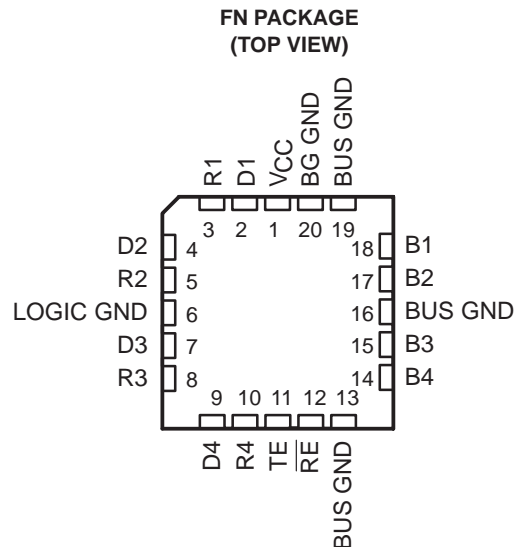 FN PACKAGE
(TOP VIEW)
R1 D1 VCC BG GND BUS GND
3 2 1 20 19
D2 4 18 B1
R2 5 17 B2
LOGIC GND 6 16 BUS GND
D3 7 15 B3
R3 8 14 B4
9 10 11 12 13
D4 R4 TE R̅E̅ BUS GND